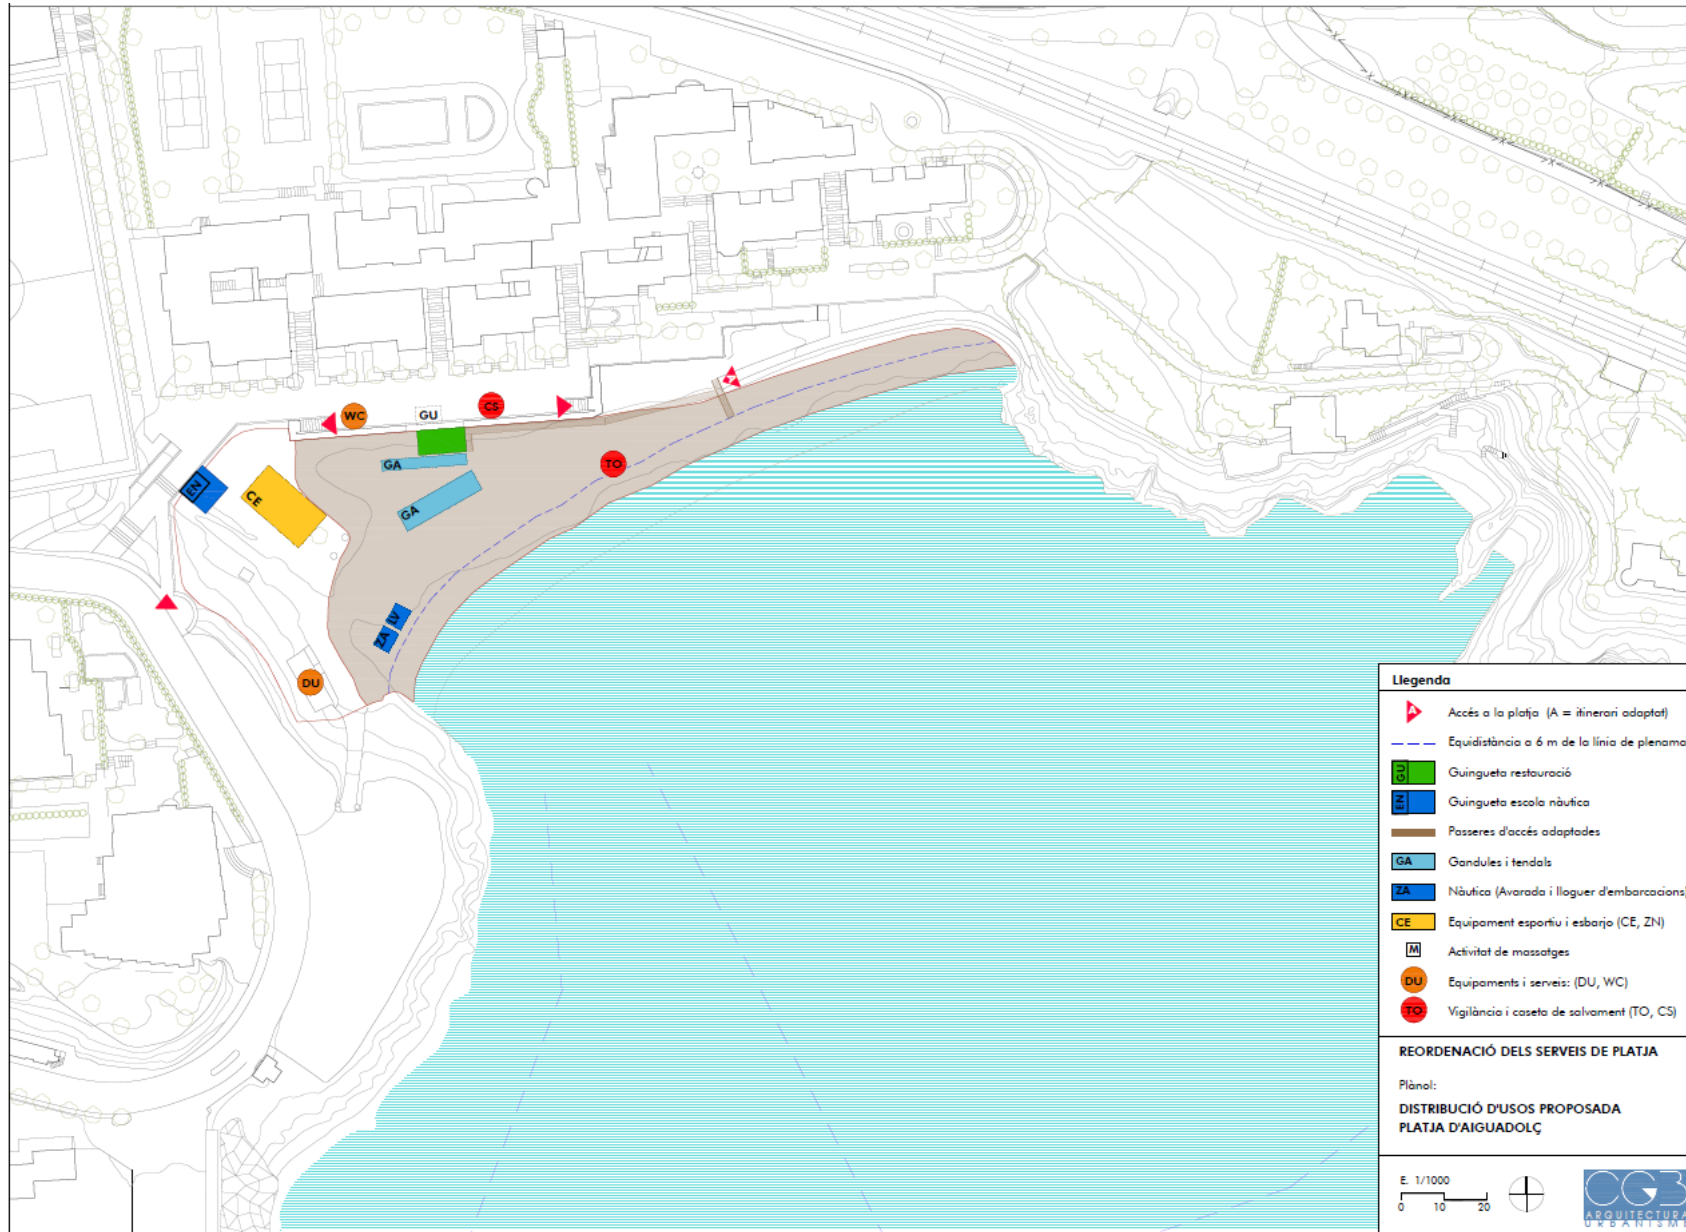 WC
GU
CS
A
GA
EN
CE
GA
TO
LV
ZA
DU
Llegenda
A Accés a la platja (A = itinerari adaptat)
Equidistància a 6 m de la línia de plenama
GU Guingueta restauració
EN Guingueta escola nàutica
Passeres d'accés adaptades
GA Gandules i tendals
ZA Nàutica (Avarada i lloguer d'embarcacions)
CE Equipament esportiu i esbarjo (CE, ZN)
M Activitat de massatges
DU Equipaments i serveis: (DU, WC)
TO Vigilància i caseta de salvament (TO, CS)
REORDENACIÓ DELS SERVEIS DE PLATJA
Plànol:
DISTRIBUCIÓ D'USOS PROPOSADA
PLATJA D'AIGUADOLÇ
E. 1/1000
0 10 20
CGB
ARQUITECTURA
URBANISM